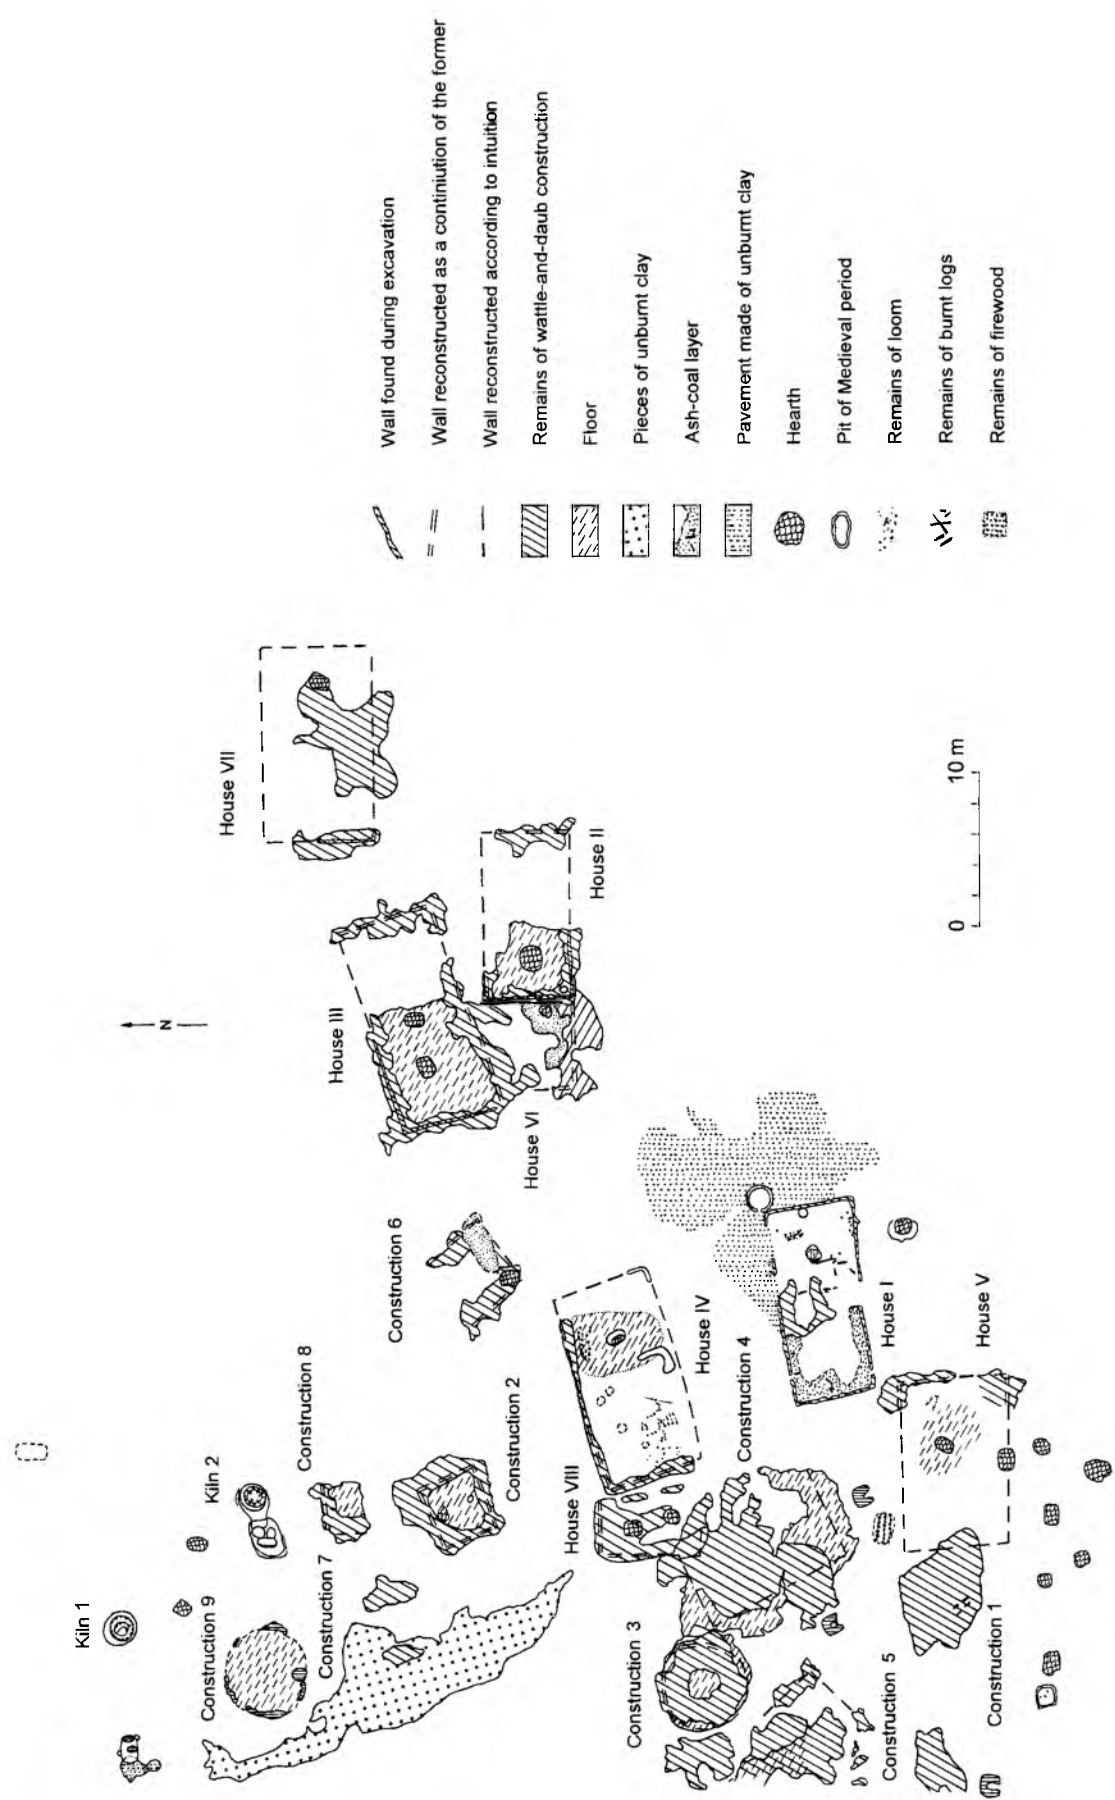 Kiln 1
Kiln 2
Construction 9
Construction 7
Construction 8
Construction 2
Construction 6
House VIII
House IV
Construction 4
Construction 3
Construction 5
Construction 1
House I
House V
House VI
House III
House II
House VII
N
0 10 m
Wall found during excavation
Wall reconstructed as a continiution of the former
Wall reconstructed according to intuition
Remains of wattle-and-daub construction
Floor
Pieces of unburnt clay
Ash-coal layer
Pavement made of unburnt clay
Hearth
Pit of Medieval period
Remains of loom
Remains of burnt logs
Remains of firewood